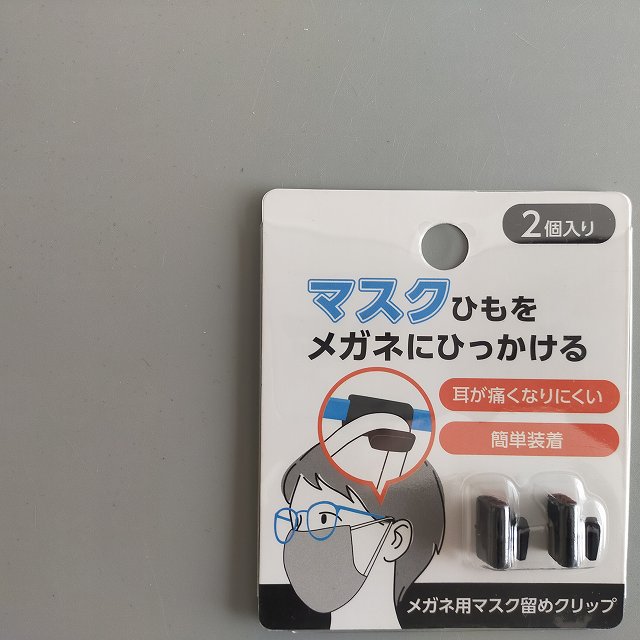 2個入り
マスクひもを
メガネにひっかける
耳が痛くなりにくい
簡単装着
メガネ用マスク留めクリップ